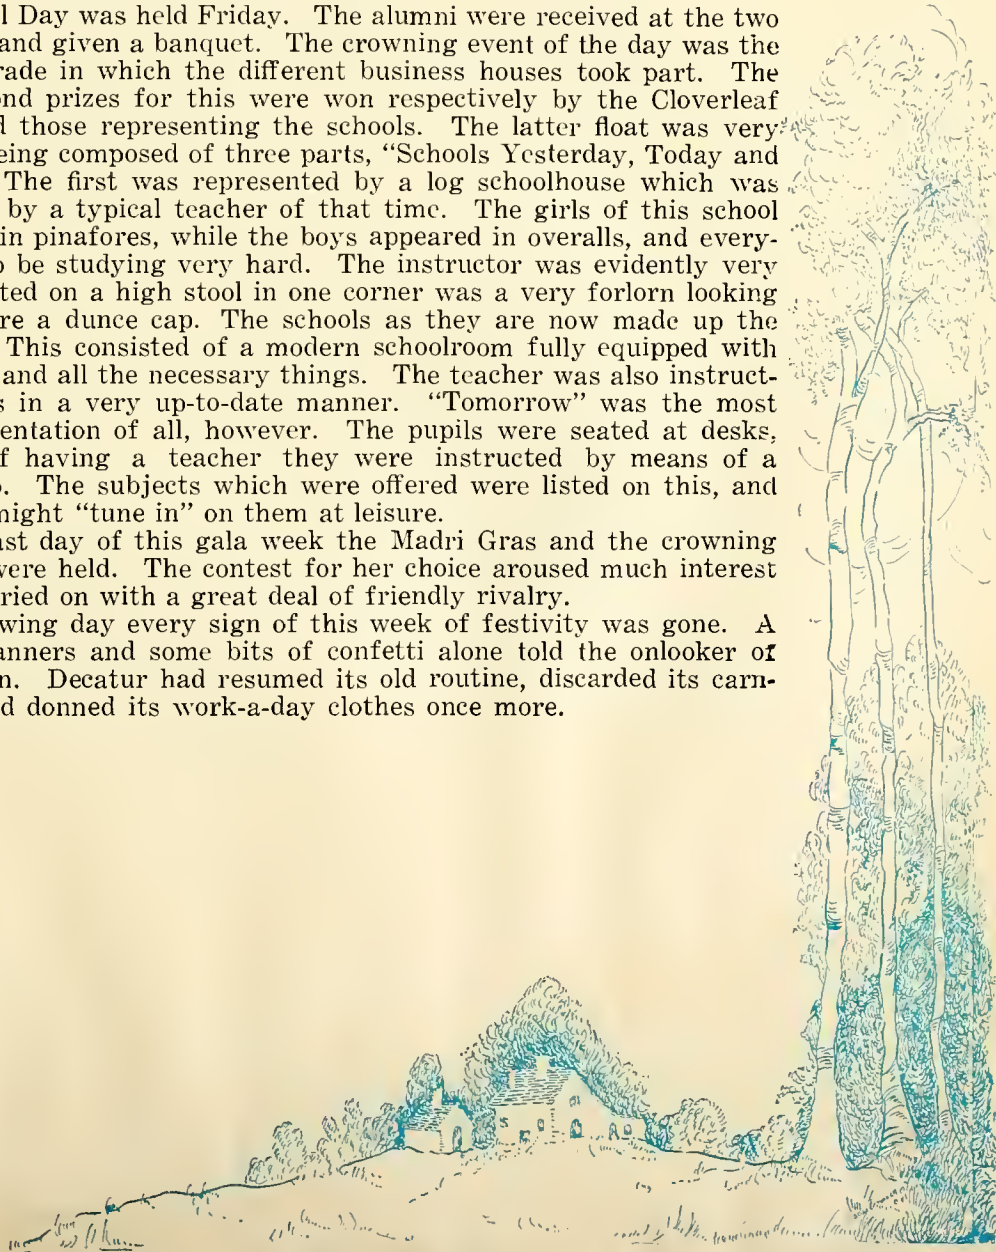 l Day was held Friday. The alumni were received at the two
and given a banquet. The crowning event of the day was the
rade in which the different business houses took part. The
nd prizes for this were won respectively by the Cloverleaf
d those representing the schools. The latter float was very
eing composed of three parts, “Schools Yesterday, Today and
The first was represented by a log schoolhouse which was
by a typical teacher of that time. The girls of this school
in pinafores, while the boys appeared in overalls, and every-
o be studying very hard. The instructor was evidently very
ted on a high stool in one corner was a very forlorn looking
re a dunce cap. The schools as they are now made up the
This consisted of a modern schoolroom fully equipped with
and all the necessary things. The teacher was also instruct-
s in a very up-to-date manner. “Tomorrow” was the most
entation of all, however. The pupils were seated at desks,
f having a teacher they were instructed by means of a
o. The subjects which were offered were listed on this, and
might “tune in” on them at leisure.
ast day of this gala week the Madri Gras and the crowning
were held. The contest for her choice aroused much interest
ried on with a great deal of friendly rivalry.
wing day every sign of this week of festivity was gone. A
anners and some bits of confetti alone told the onlooker of
n. Decatur had resumed its old routine, discarded its carn-
d donned its work-a-day clothes once more.